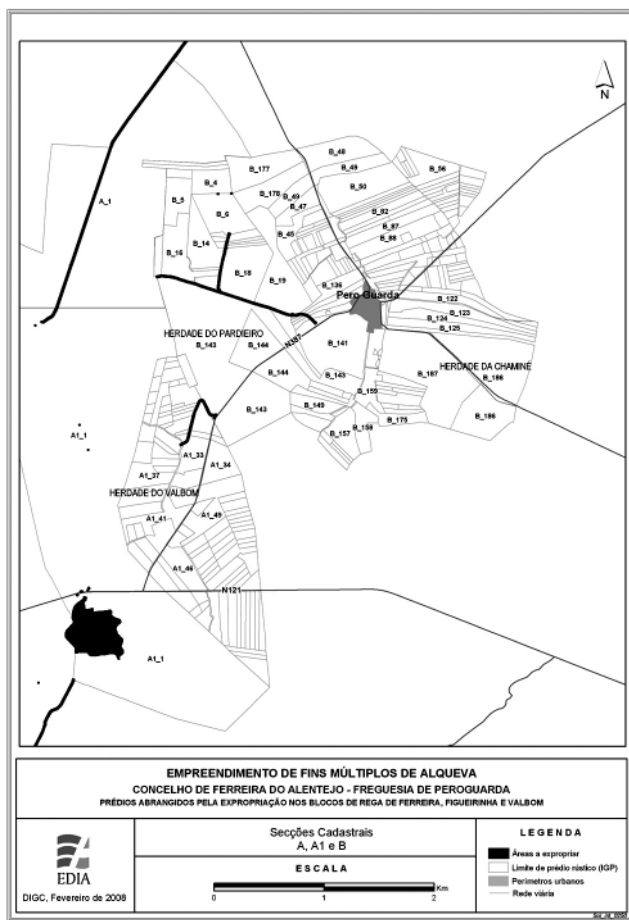 N
B_48
B_177
B_49
B_56
B_4
B_50
A_1
B_5
B_178
B_49
B_47
B_6
B_82
B_87
B_45
B_88
B_14
B_16
B_18
B_19
B_136
Pero Guarda
B_122
B_123
B_124
B_125
HERDADE DO PARDIEIRO
B_143
B_144
N387
B_141
HERDADE DA CHAMINÉ
B_144
B_143
B_187
B_186
B_159
B_143
B_149
B_175
B_186
B_158
B_157
A1_1
A1_33
A1_34
A1_37
HERDADE DO VALBOM
A1_41
A1_49
A1_46
N121
A1_1
EMPREENDIMENTO DE FINS MÚLTIPLOS DE ALQUEVA
CONCELHO DE FERREIRA DO ALENTEJO - FREGUESIA DE PEROGUARDA
PRÉDIOS ABRANGIDOS PELA EXPROPRIAÇÃO NOS BLOCOS DE REGA DE FERREIRA, FIGUEIRINHA E VALBOM
EDIA
DIGC, Fevereiro de 2008
Secções Cadastrais
A, A1 e B
ESCALA
0 1 2 Km
LEGENDA
Áreas a expropriar
Limite de prédio rústico (IGP)
Perímetros urbanos
Rede viária